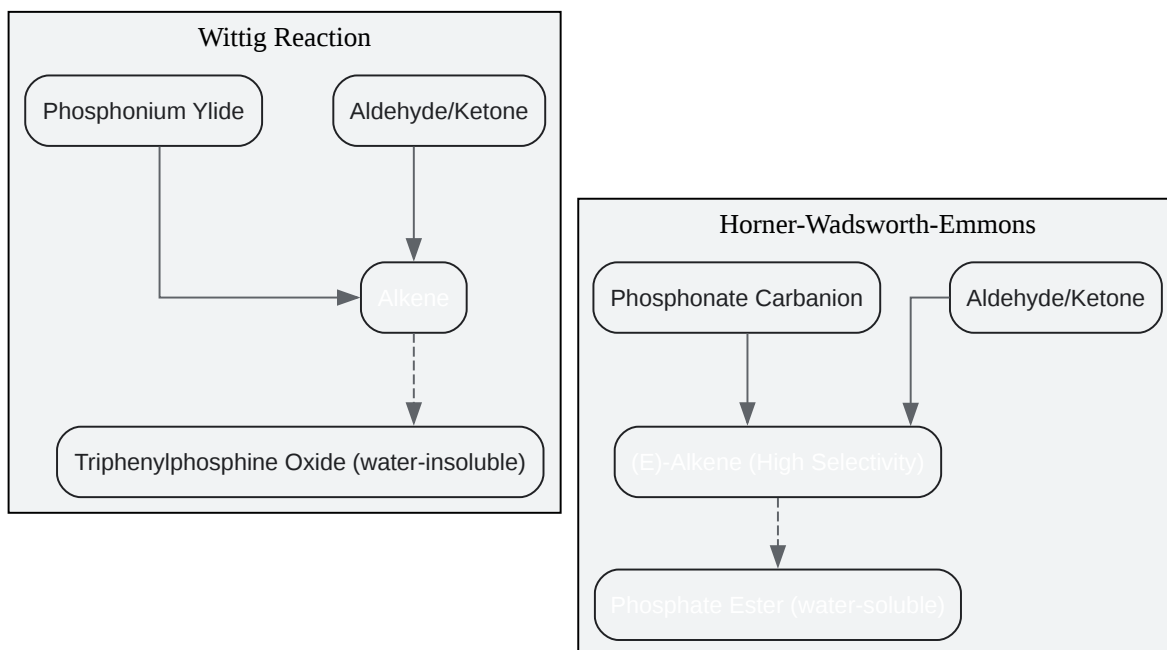 Wittig Reaction
Phosphonium Ylide
Aldehyde/Ketone
Alkene
Triphenylphosphine Oxide (water-insoluble)
Horner-Wadsworth-Emmons
Phosphonate Carbanion
Aldehyde/Ketone
(E)-Alkene (High Selectivity)
Phosphate Ester (water-soluble)